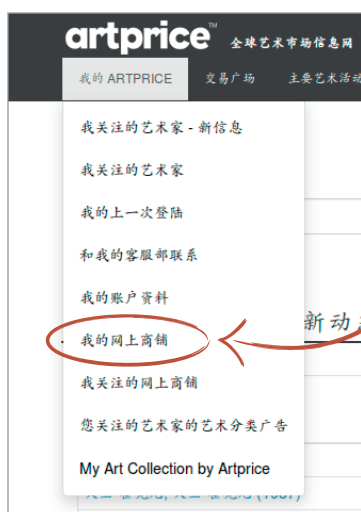 artprice™ 全球艺术市场信息网
我的 ARTPRICE 交易广场 主要艺术活动
我关注的艺术家 - 新信息
我关注的艺术家
我的上一次登陆
和我的客服部联系
我的账户资料
新动
我的网上商铺
我关注的网上商铺
您关注的艺术家的艺术分类广告
My Art Collection by Artprice